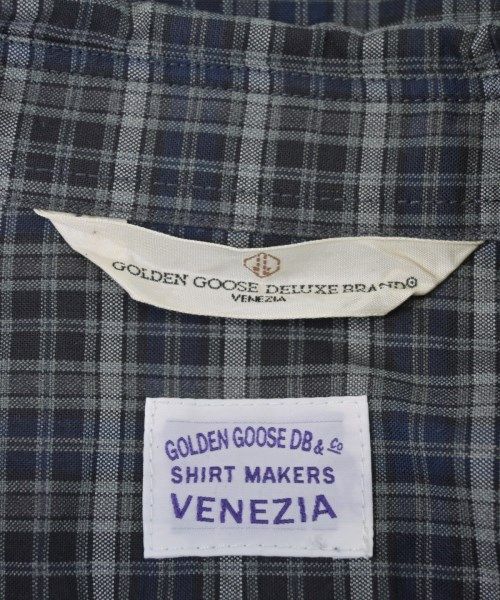 GOLDEN GOOSE DELUXE BRAND®
VENEZIA
GOLDEN GOOSE DB & Co
SHIRT MAKERS
VENEZIA